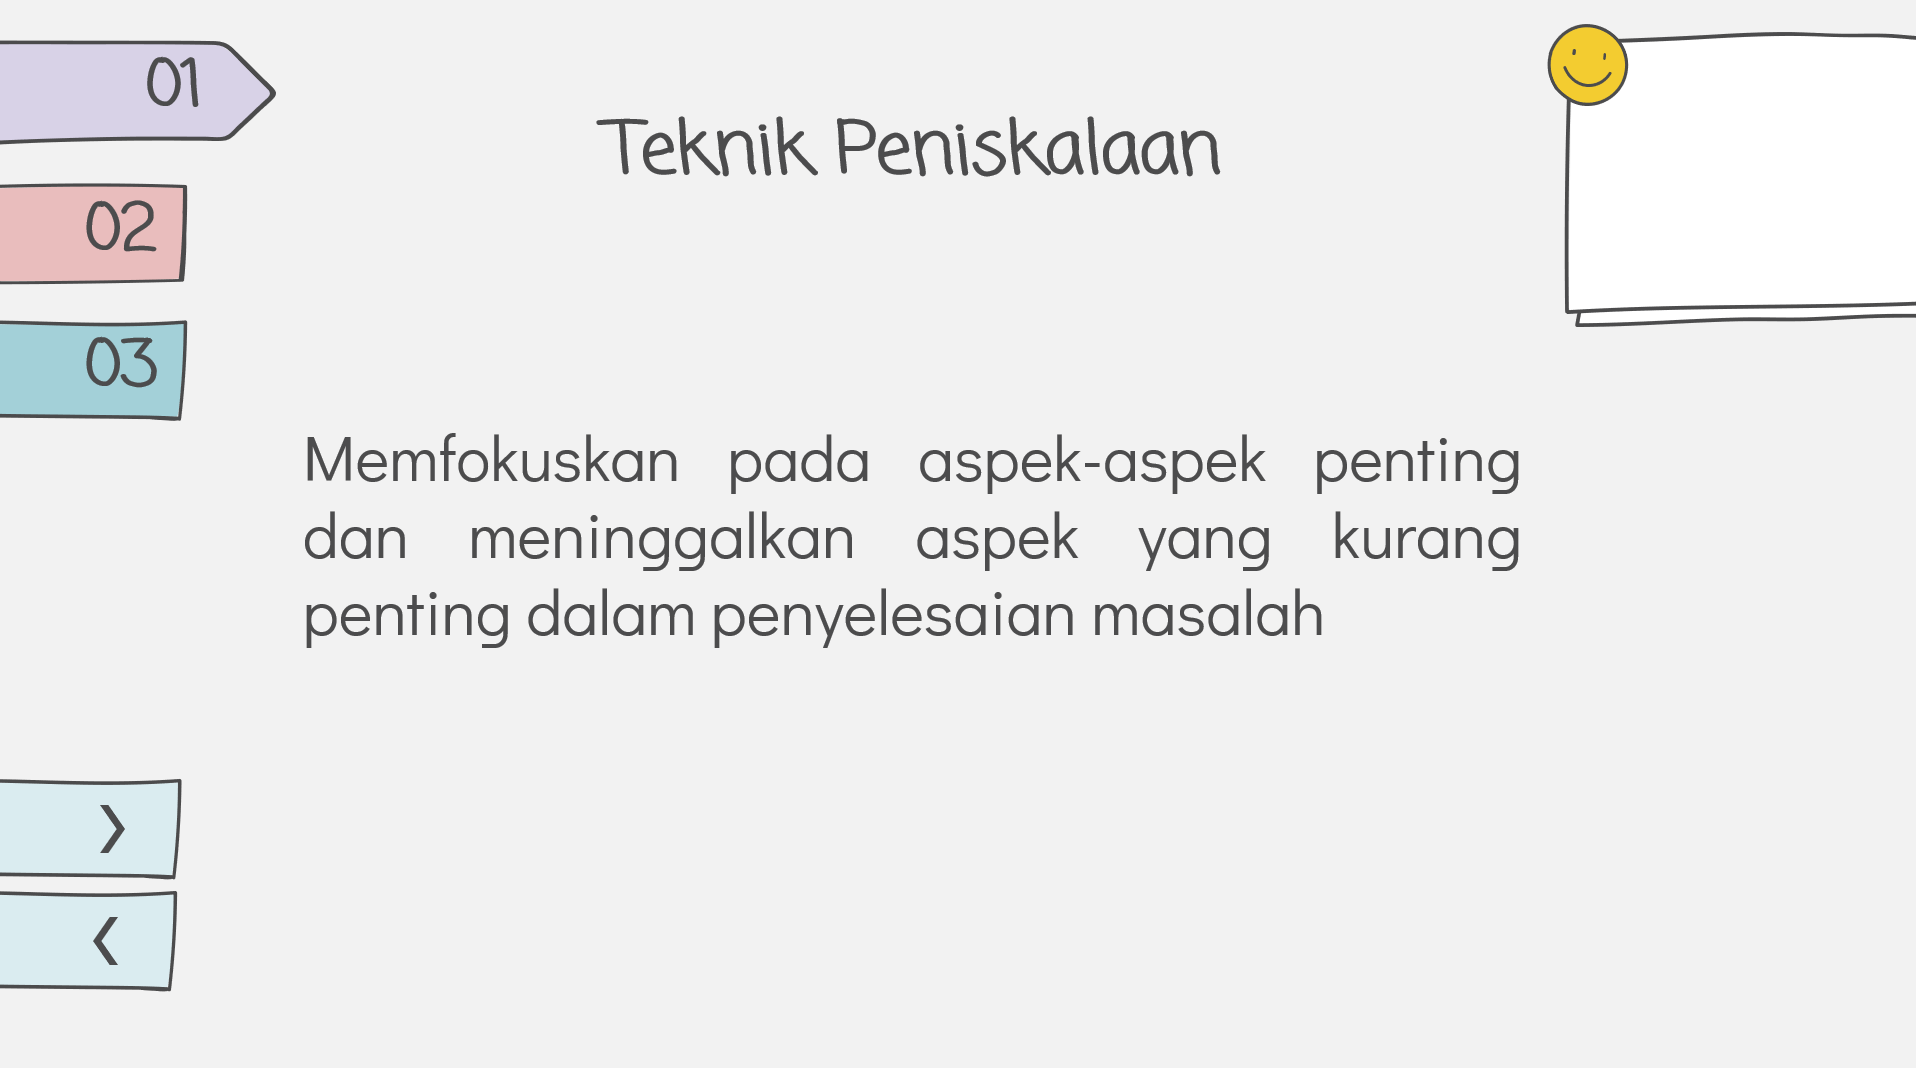 01
02
03
Teknik Peniskalaan
Memfokuskan pada aspek-aspek penting
dan meninggalkan aspek yang kurang
penting dalam penyelesaian masalah